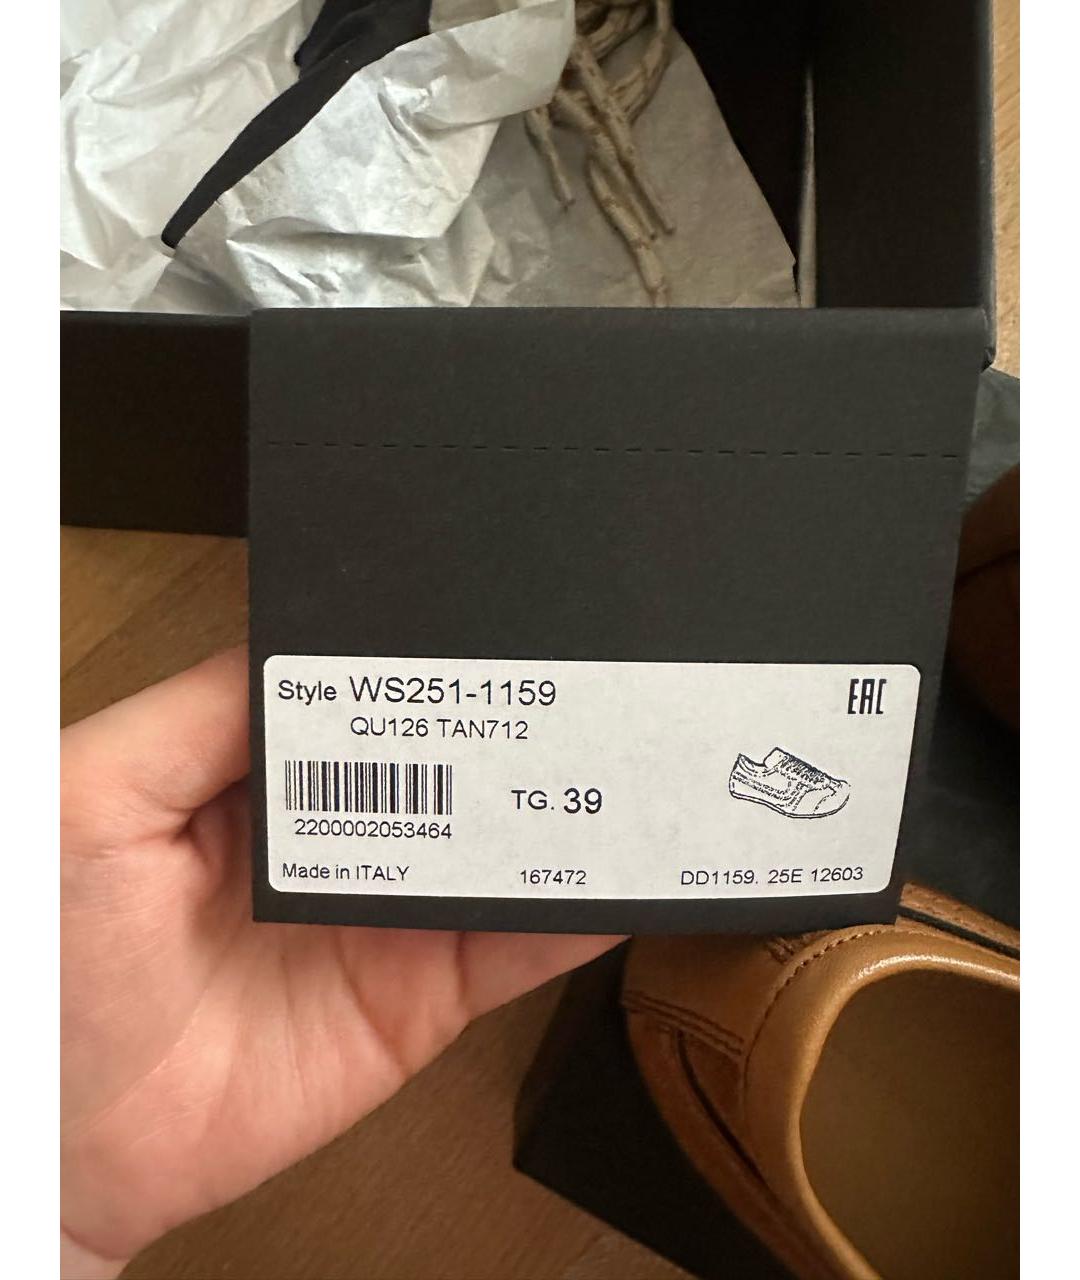 Style WS251-1159
EAC
QU126 TAN712
2200002053464
TG. 39
Made in ITALY
167472
DD1159. 25E 12603